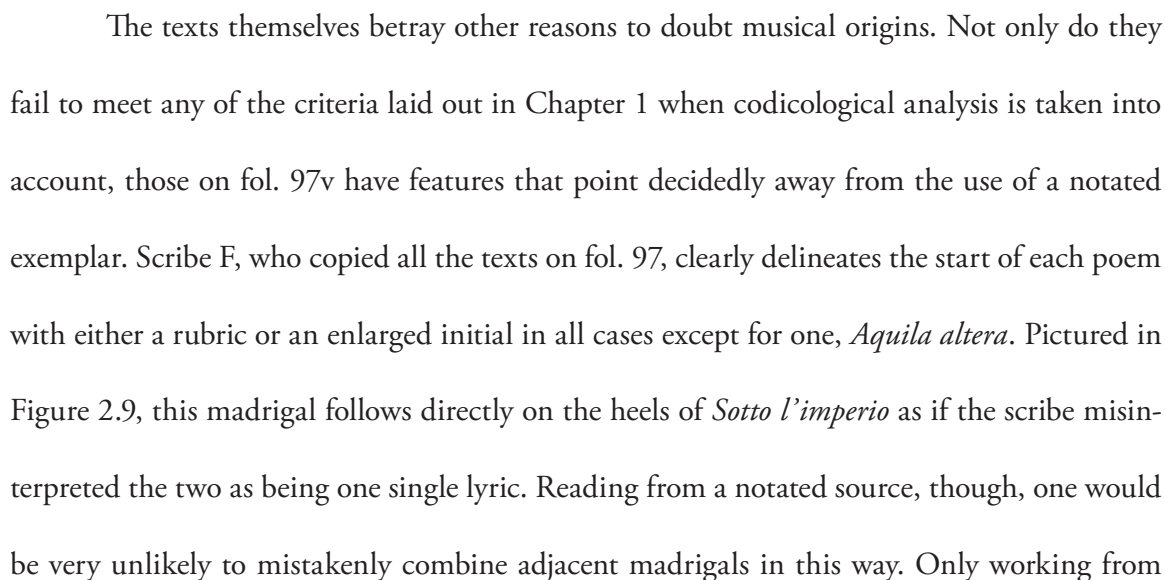 The texts themselves betray other reasons to doubt musical origins. Not only do they
fail to meet any of the criteria laid out in Chapter 1 when codicological analysis is taken into
account, those on fol. 97v have features that point decidedly away from the use of a notated
exemplar. Scribe F, who copied all the texts on fol. 97, clearly delineates the start of each poem
with either a rubric or an enlarged initial in all cases except for one, Aquila altera. Pictured in
Figure 2.9, this madrigal follows directly on the heels of Sotto l’imperio as if the scribe misin-
terpreted the two as being one single lyric. Reading from a notated source, though, one would
be very unlikely to mistakenly combine adjacent madrigals in this way. Only working from